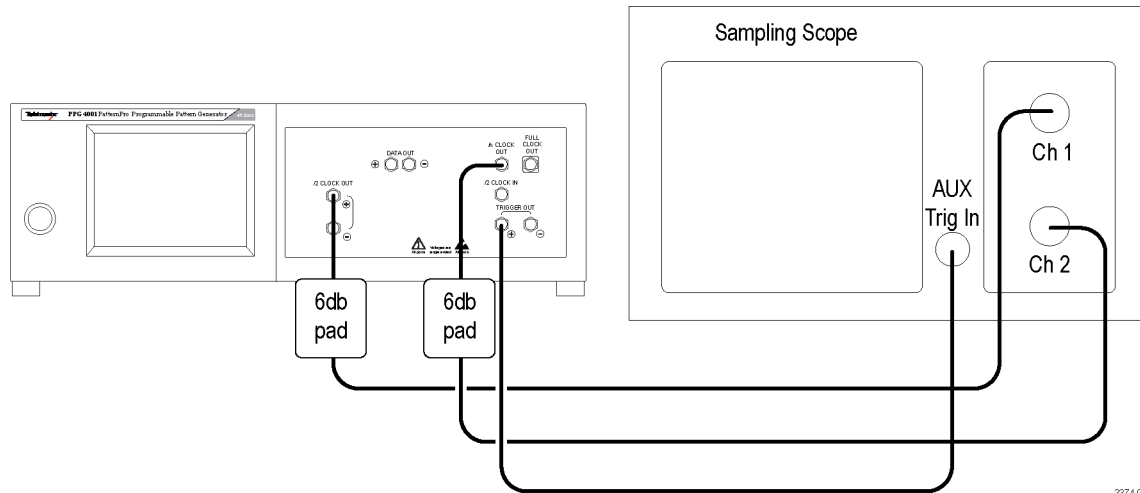 Sampling Scope
Tektronix PPG 4001 PatternPro Programmable Pattern Generator
DATA OUT
CLOCK
OUT
FULL
CLOCK
OUT
/2 CLOCK OUT
/2 CLOCK IN
TRIGGER OUT
6db
pad
6db
pad
AUX
Trig In
Ch 1
Ch 2